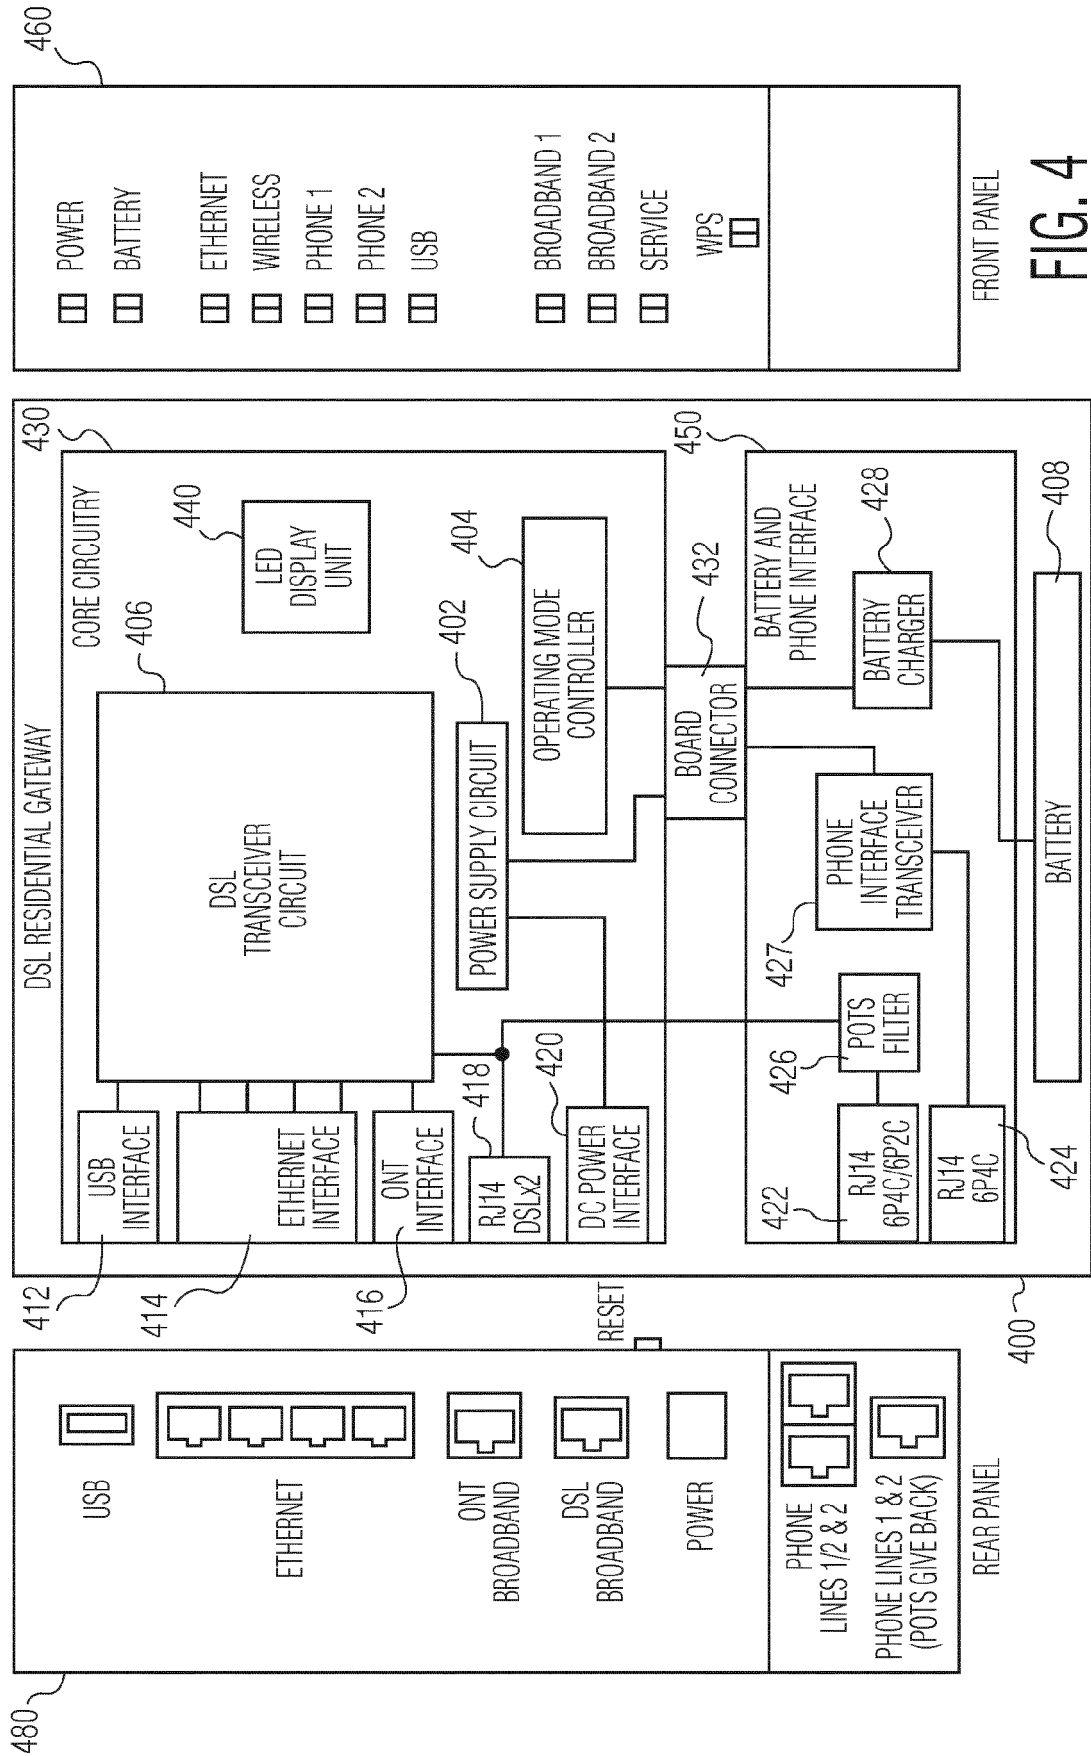 480
USB
ETHERNET
ONT
BROADBAND
DSL
BROADBAND
POWER
PHONE
LINES 1/2 & 2
PHONE LINES 1 & 2
(POTS GIVE BACK)
REAR PANEL
RESET
400
DSL RESIDENTIAL GATEWAY
430
CORE CIRCUITRY
412
USB
INTERFACE
414
ETHERNET
INTERFACE
416
ONT
INTERFACE
418
RJ14
DSLx2
420
DC POWER
INTERFACE
406
DSL
TRANSCEIVER
CIRCUIT
440
LED
DISPLAY
UNIT
402
POWER SUPPLY CIRCUIT
404
OPERATING MODE
CONTROLLER
432
BOARD
CONNECTOR
450
BATTERY AND
PHONE INTERFACE
422
RJ14
6P4C/6P2C
RJ14
6P4C
424
426
POTS
FILTER
427
PHONE
INTERFACE
TRANSCEIVER
428
BATTERY
CHARGER
408
BATTERY
460
POWER
BATTERY
ETHERNET
WIRELESS
PHONE 1
PHONE 2
USB
BROADBAND 1
BROADBAND 2
SERVICE
WPS
FRONT PANEL
FIG. 4